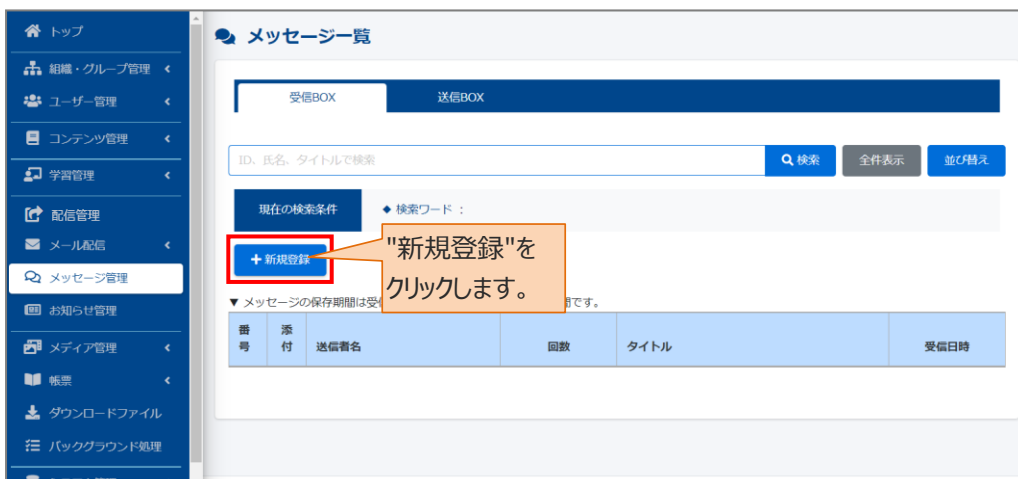 トップ
組織・グループ管理
ユーザー管理
コンテンツ管理
学習管理
配信管理
メール配信
メッセージ管理
お知らせ管理
メディア管理
帳票
ダウンロードファイル
バックグラウンド処理
メッセージ一覧
受信BOX 送信BOX
ID、氏名、タイトルで検索 検索 全件表示 並び替え
現在の検索条件 ◆ 検索ワード ：
+ 新規登録
"新規登録"を
クリックします。
▼ メッセージの保存期間は受信 間です。
番号 添付 送信者名 回数 タイトル 受信日時